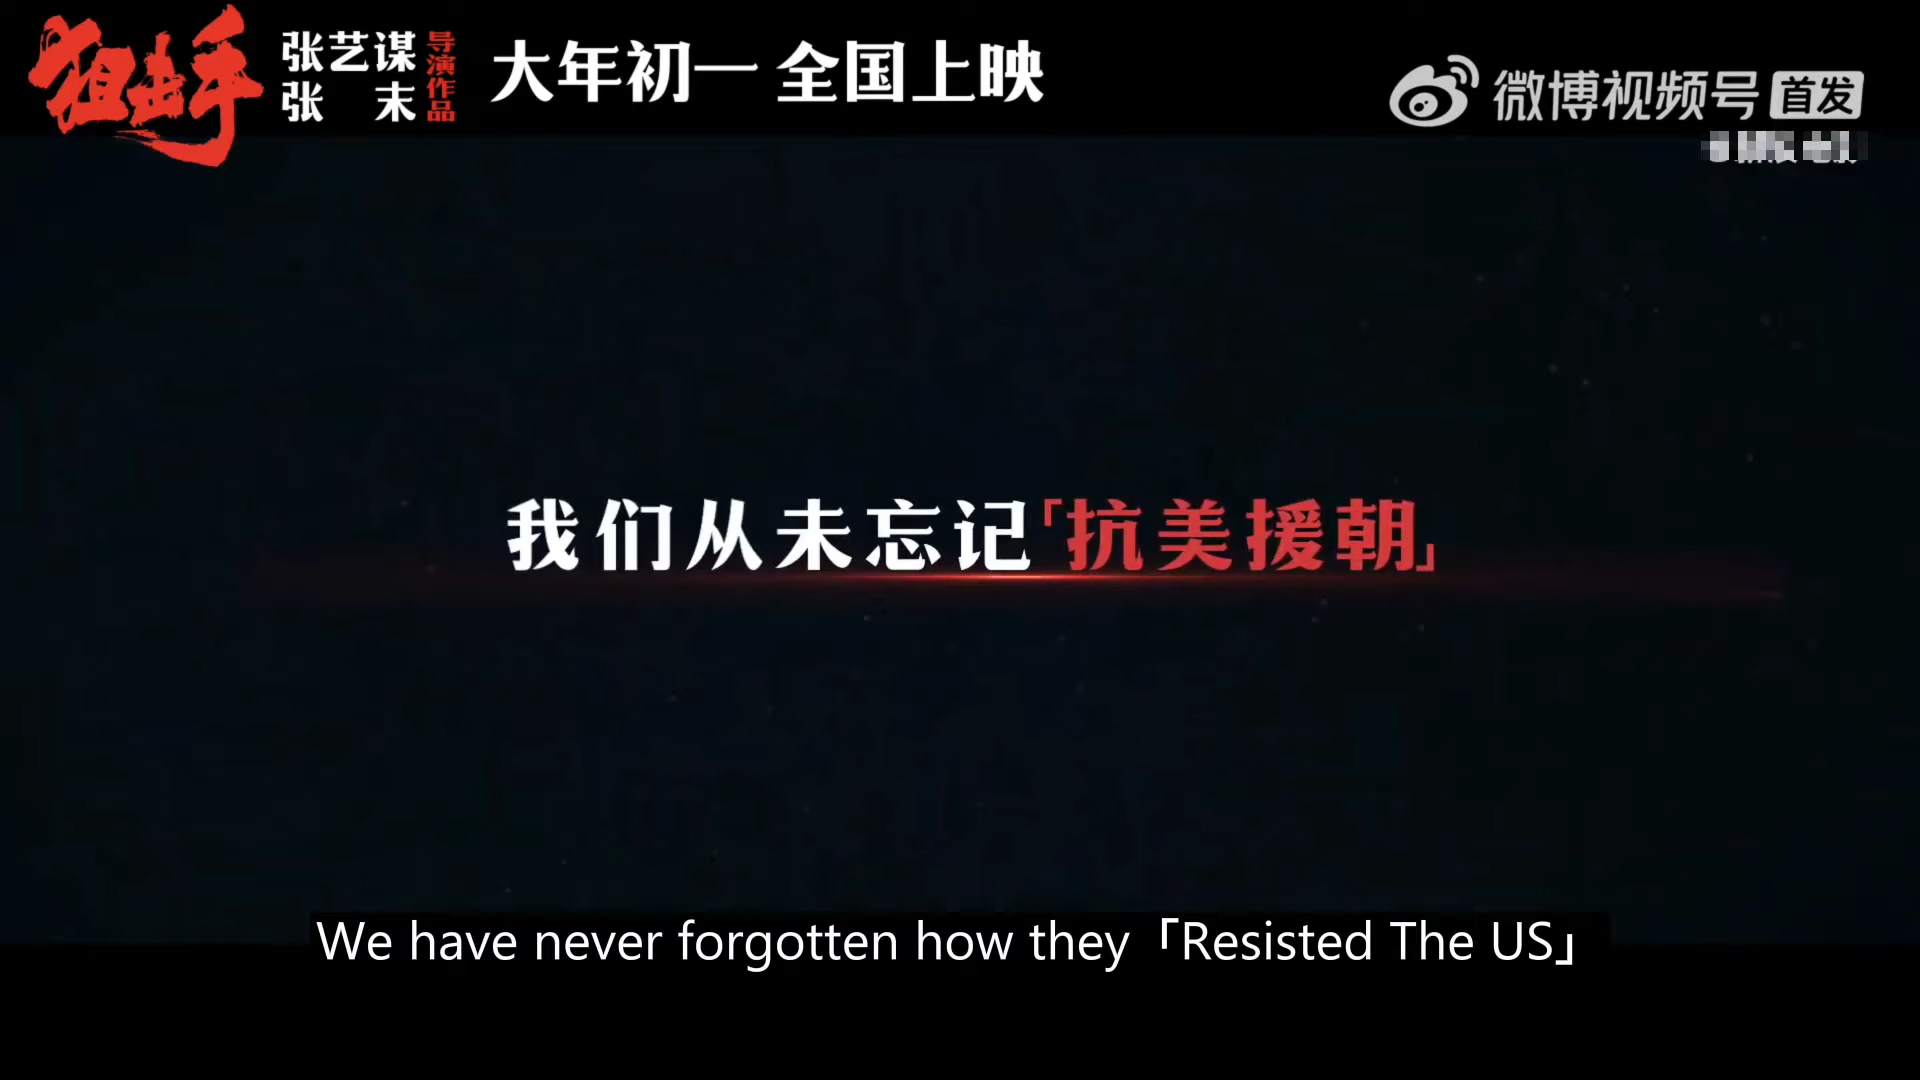 狙击手
张艺谋
张末
导演作品
大年初一 全国上映
微博视频号 首发
我们从未忘记「抗美援朝」
We have never forgotten how they「Resisted The US」